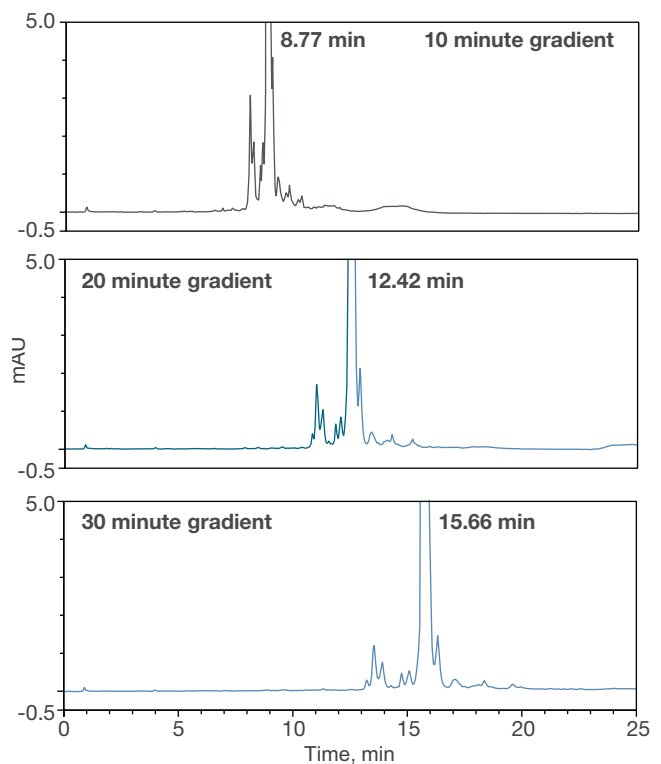 5.0
8.77 min 10 minute gradient
-0.5
5.0
20 minute gradient 12.42 min
mAU
-0.5
5.0
30 minute gradient 15.66 min
-0.5
0 5 10 15 20 25
Time, min